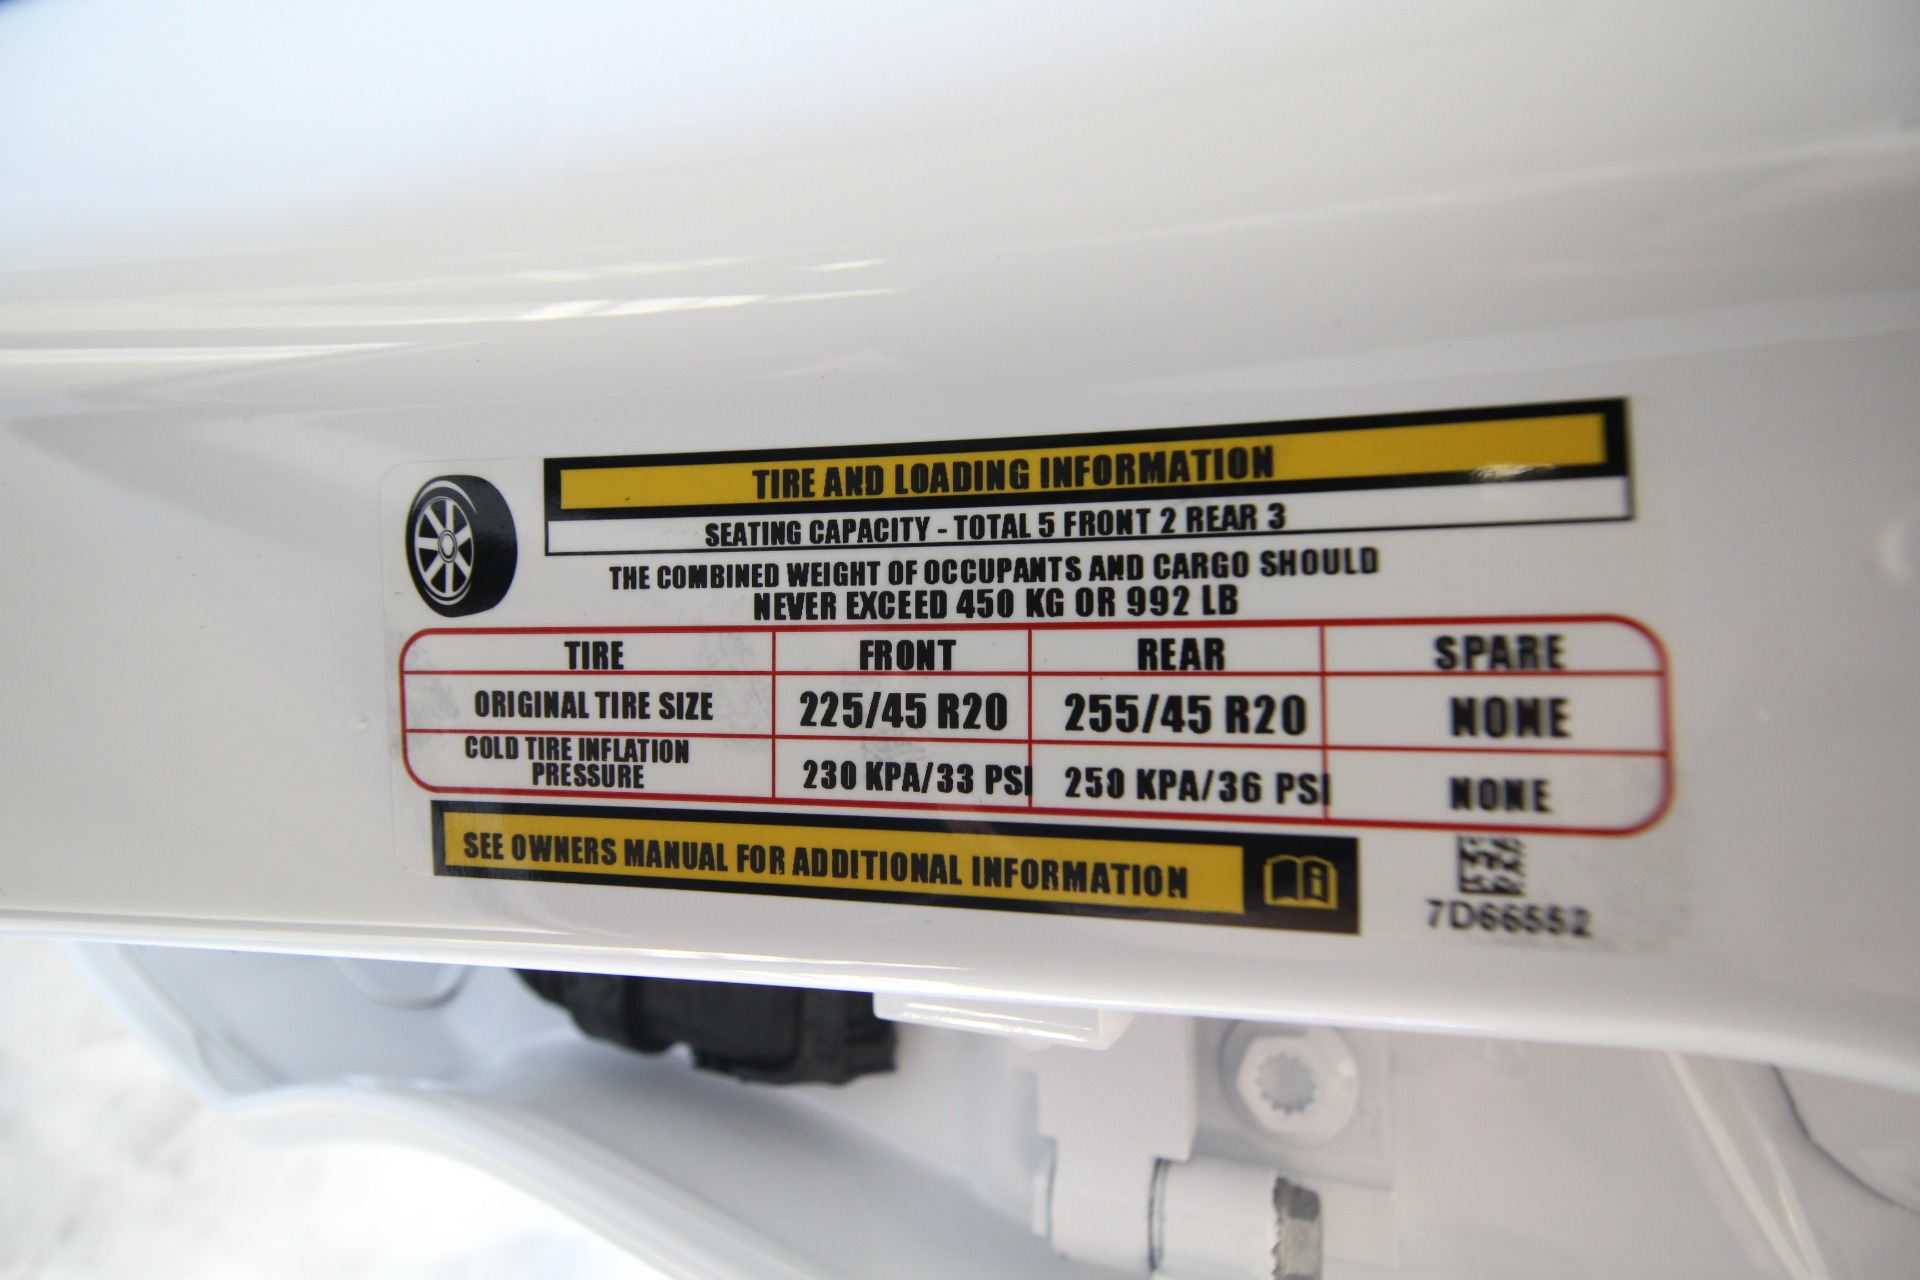 TIRE AND LOADING INFORMATION
SEATING CAPACITY - TOTAL 5 FRONT 2 REAR 3
THE COMBINED WEIGHT OF OCCUPANTS AND CARGO SHOULD
NEVER EXCEED 450 KG OR 992 LB
TIRE FRONT REAR SPARE
ORIGINAL TIRE SIZE 225/45 R20 255/45 R20 NONE
COLD TIRE INFLATION
PRESSURE 230 KPA/33 PSI 250 KPA/36 PSI NONE
SEE OWNERS MANUAL FOR ADDITIONAL INFORMATION
7D66552